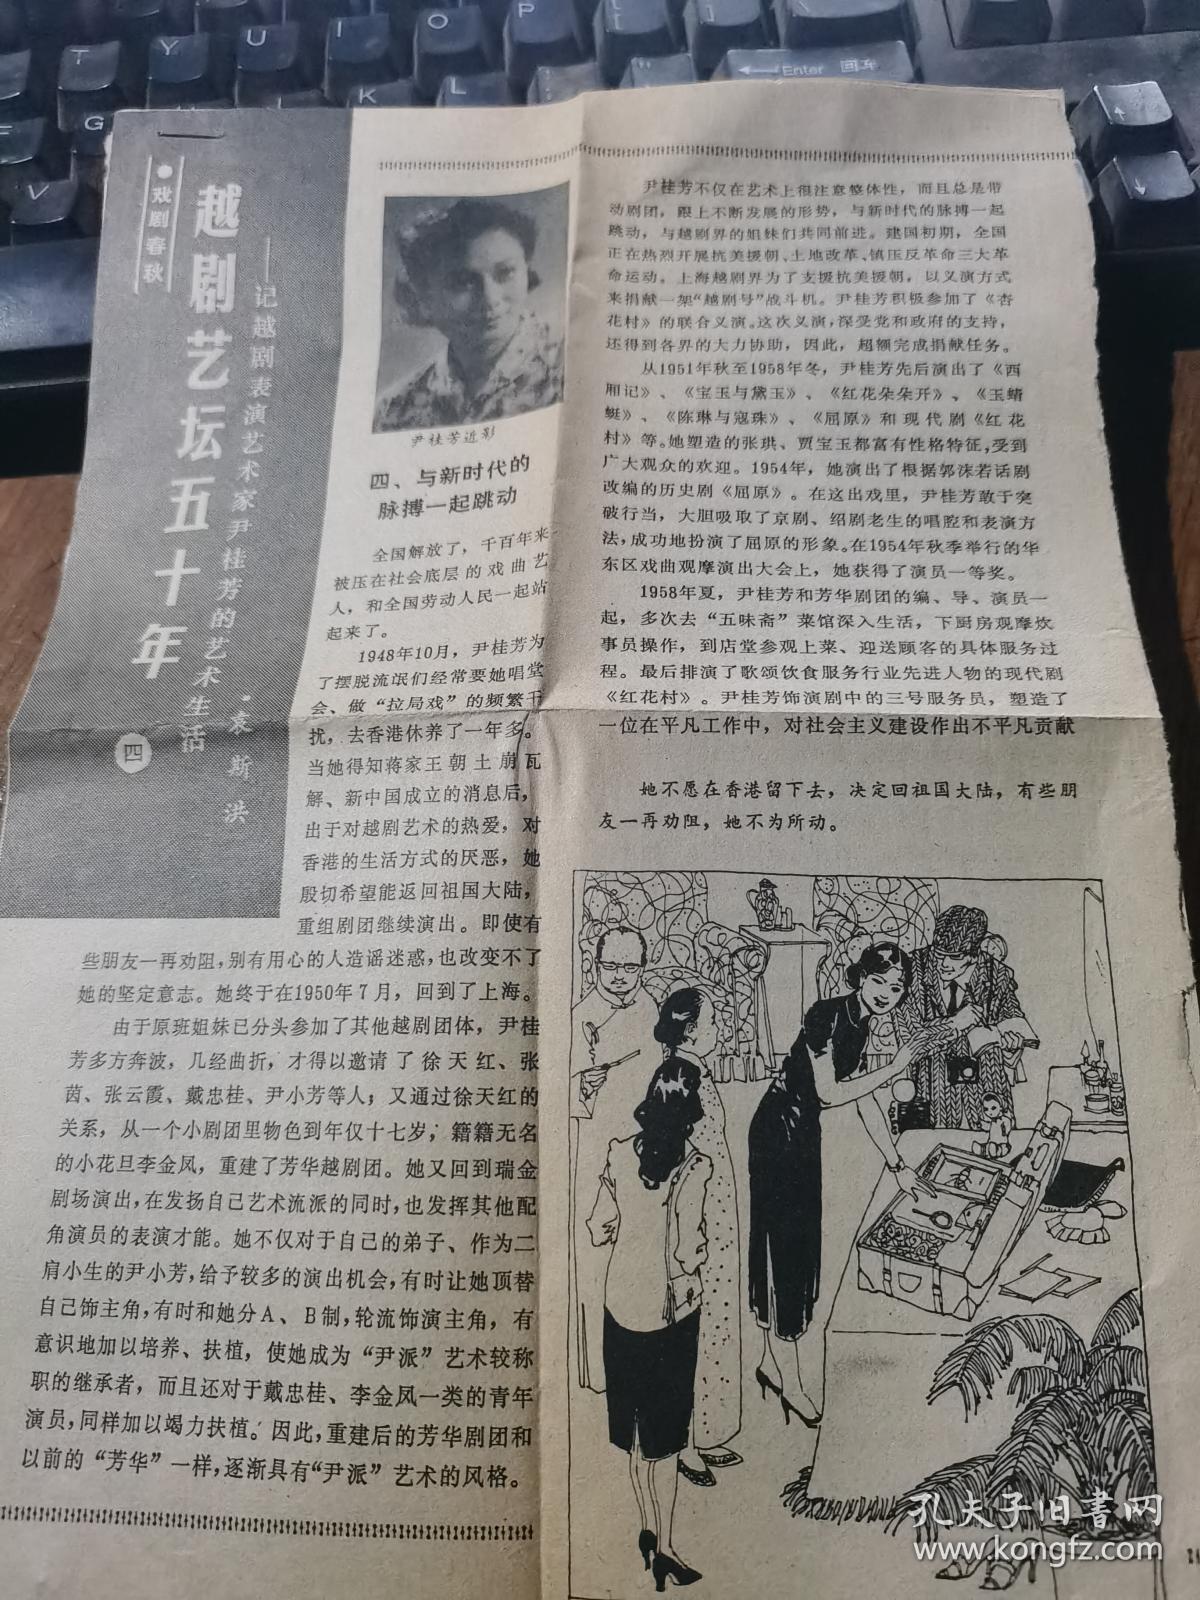 T
Y
U
I
O
P
G
K
L
V
Enter 回车
●戏剧春秋
越剧艺坛五十年
——记越剧表演艺术家尹桂芳的艺术生活
四
·袁斯洪
尹桂芳近影
四、与新时代的
脉搏一起跳动
全国解放了，千百年来
被压在社会底层的戏曲艺
人，和全国劳动人民一起站
起来了。
1948年10月，尹桂芳为
了摆脱流氓们经常要她唱堂
会、做“拉局戏”的频繁干
扰，去香港休养了一年多。
当她得知蒋家王朝土崩瓦
解、新中国成立的消息后，
出于对越剧艺术的热爱，对
香港的生活方式的厌恶，她
殷切希望能返回祖国大陆，
重组剧团继续演出。即使有
些朋友一再劝阻，别有用心的人造谣迷惑，也改变不了
她的坚定意志。她终于在1950年7月，回到了上海。
由于原班姐妹已分头参加了其他越剧团体，尹桂
芳多方奔波，几经曲折，才得以邀请了徐天红、张
茵、张云霞、戴忠桂、尹小芳等人；又通过徐天红的
关系，从一个小剧团里物色到年仅十七岁，籍籍无名
的小花旦李金凤，重建了芳华越剧团。她又回到瑞金
剧场演出，在发扬自己艺术流派的同时，也发挥其他配
角演员的表演才能。她不仅对于自己的弟子、作为二
肩小生的尹小芳，给予较多的演出机会，有时让她顶替
自己饰主角，有时和她分A、B制，轮流饰演主角，有
意识地加以培养、扶植，使她成为“尹派”艺术较称
职的继承者，而且还对于戴忠桂、李金凤一类的青年
演员，同样加以竭力扶植。因此，重建后的芳华剧团和
以前的“芳华”一样，逐渐具有“尹派”艺术的风格。
尹桂芳不仅在艺术上很注意整体性，而且总是带
动剧团，跟上不断发展的形势，与新时代的脉搏一起
跳动，与越剧界的姐妹们共同前进。建国初期，全国
正在热烈开展抗美援朝、土地改革、镇压反革命三大革
命运动。上海越剧界为了支援抗美援朝，以义演方式
来捐献一架“越剧号”战斗机。尹桂芳积极参加了《杏
花村》的联合义演。这次义演，深受党和政府的支持，
还得到各界的大力协助，因此，超额完成捐献任务。
从1951年秋至1958年冬，尹桂芳先后演出了《西
厢记》、《宝玉与黛玉》、《红花朵朵开》、《玉蜻
蜓》、《陈琳与寇珠》、《屈原》和现代剧《红花
村》等。她塑造的张珙、贾宝玉都富有性格特征，受到
广大观众的欢迎。1954年，她演出了根据郭沫若话剧
改编的历史剧《屈原》。在这出戏里，尹桂芳敢于突
破行当，大胆吸取了京剧、绍剧老生的唱腔和表演方
法，成功地扮演了屈原的形象。在1954年秋季举行的华
东区戏曲观摩演出大会上，她获得了演员一等奖。
1958年夏，尹桂芳和芳华剧团的编、导、演员一
起，多次去“五味斋”菜馆深入生活，下厨房观摩炊
事员操作，到店堂参观上菜、迎送顾客的具体服务过
程。最后排演了歌颂饮食服务行业先进人物的现代剧
《红花村》。尹桂芳饰演剧中的三号服务员，塑造了
一位在平凡工作中，对社会主义建设作出不平凡贡献
她不愿在香港留下去，决定回祖国大陆，有些朋
友一再劝阻，她不为所动。
孔夫子旧書网
www.kongfz.com